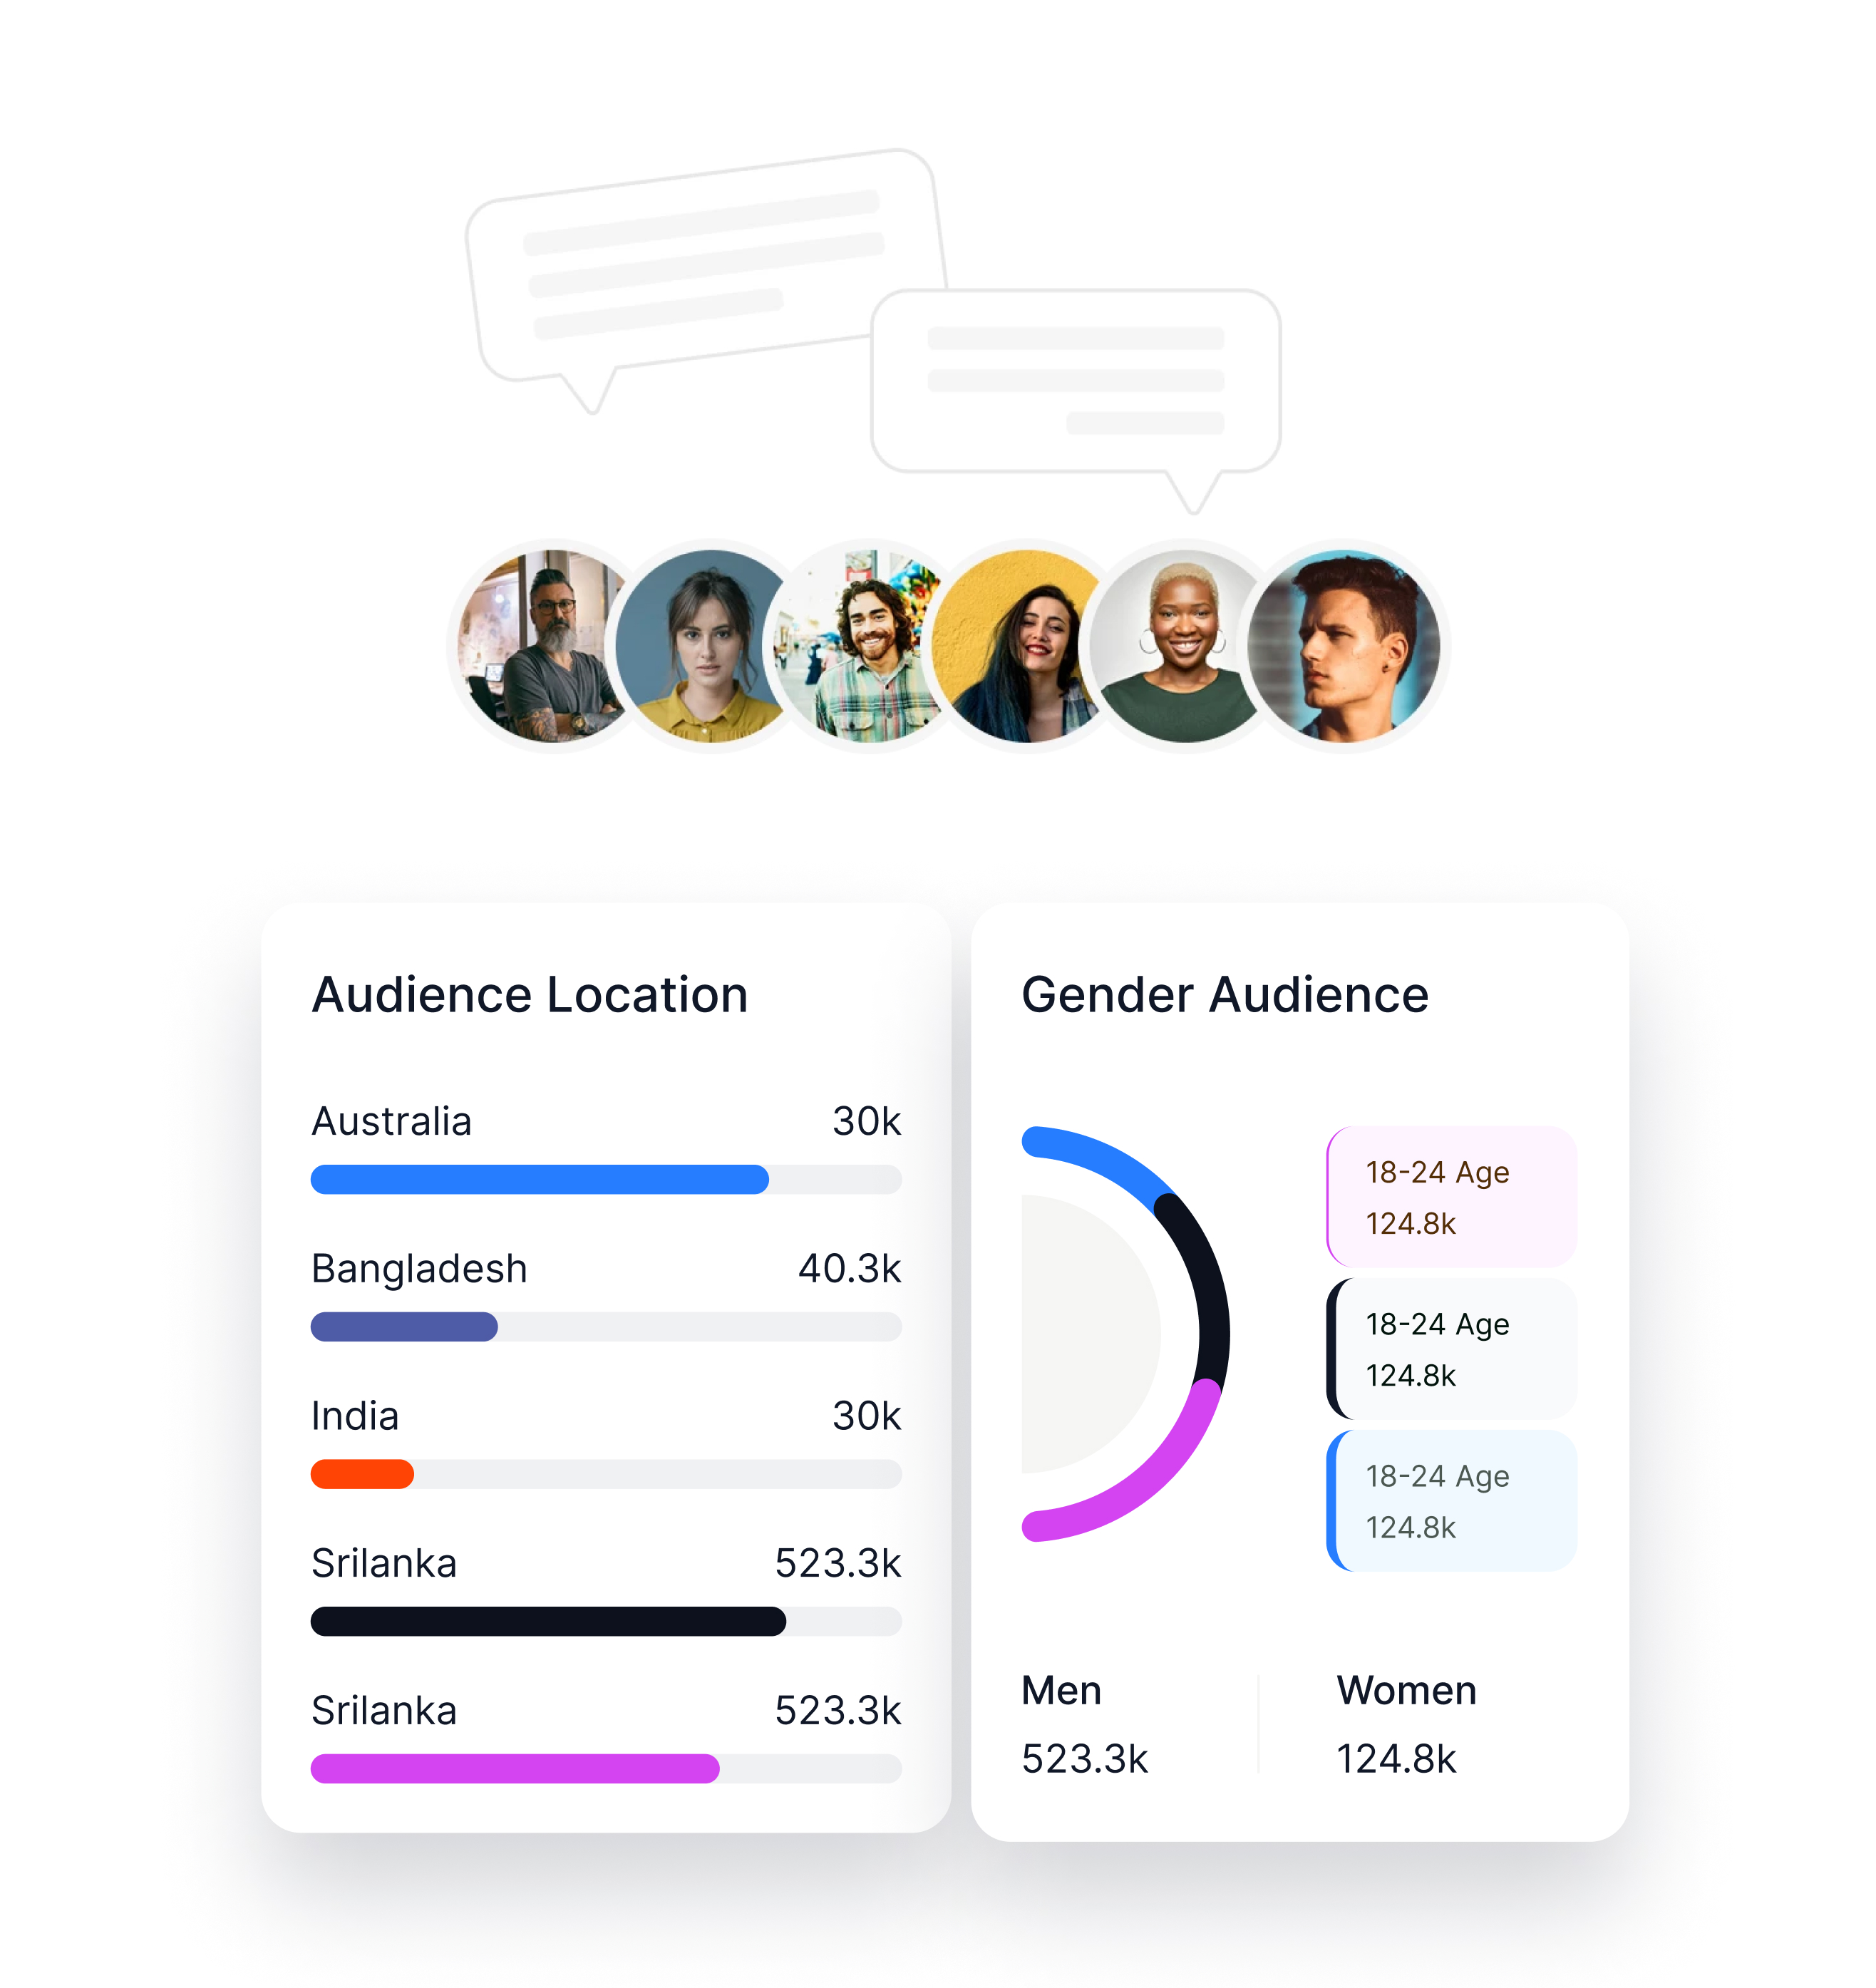 Audience Location
Australia 30k
Bangladesh 40.3k
India 30k
Srilanka 523.3k
Srilanka 523.3k
Gender Audience
18-24 Age
124.8k
18-24 Age
124.8k
18-24 Age
124.8k
Men
523.3k
Women
124.8k